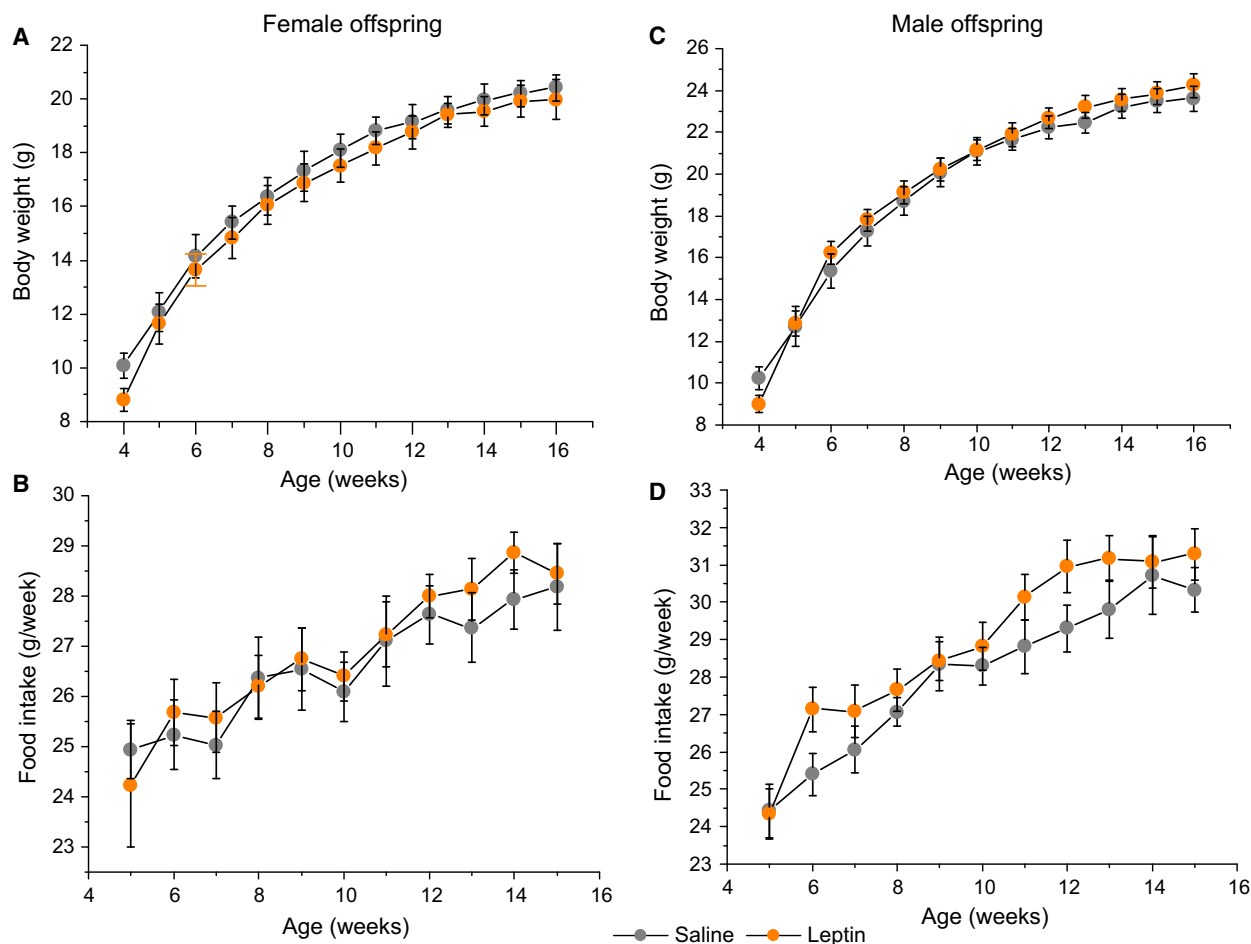 Female offspring
Male offspring
A
22
20
18
16
14
12
10
8
Body weight (g)
4 6 8 10 12 14 16
Age (weeks)
C
26
24
22
20
18
16
14
12
10
8
Body weight (g)
4 6 8 10 12 14 16
Age (weeks)
B
30
29
28
27
26
25
24
23
Food intake (g/week)
4 6 8 10 12 14 16
Age (weeks)
D
33
32
31
30
29
28
27
26
25
24
23
Food intake (g/week)
4 6 8 10 12 14 16
Age (weeks)
Saline Leptin